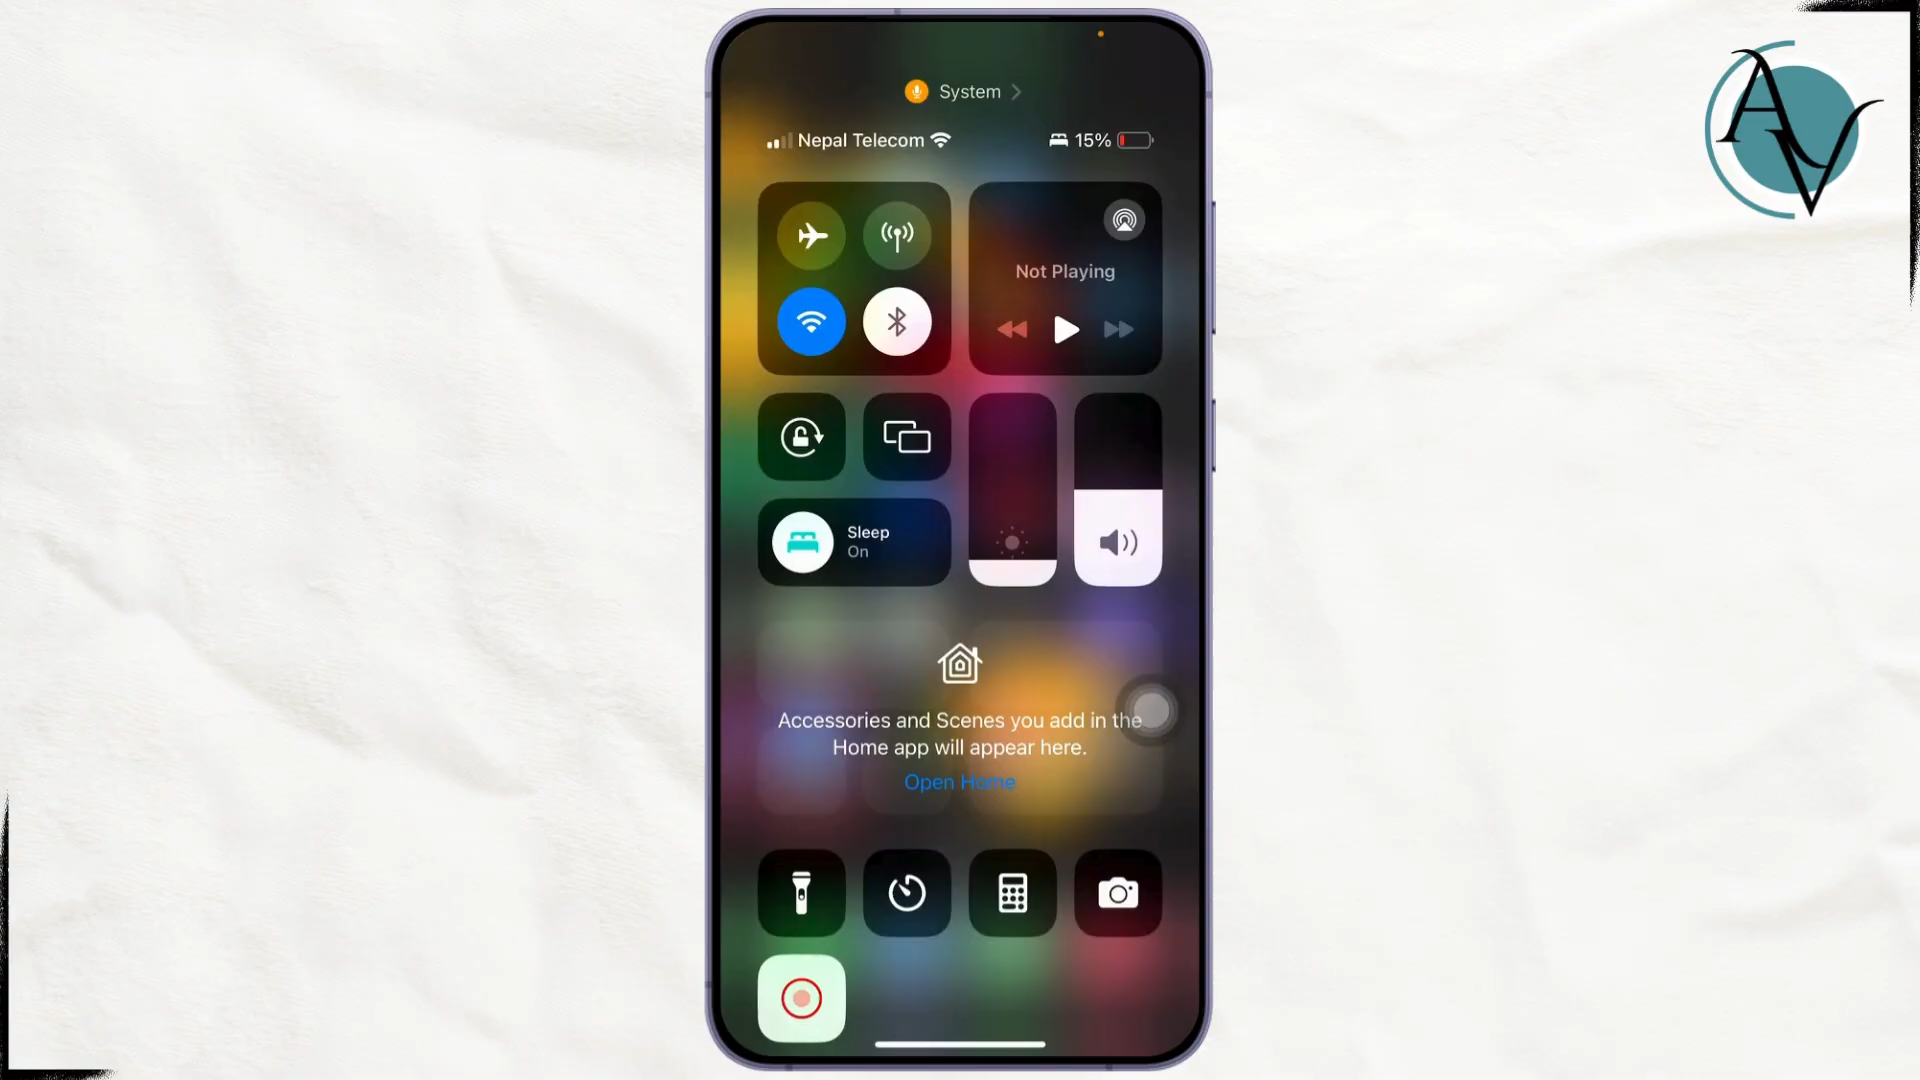 AV
System
Nepal Telecom
15%
Not Playing
Sleep
On
Accessories and Scenes you add in the
Home app will appear here.
Open Home